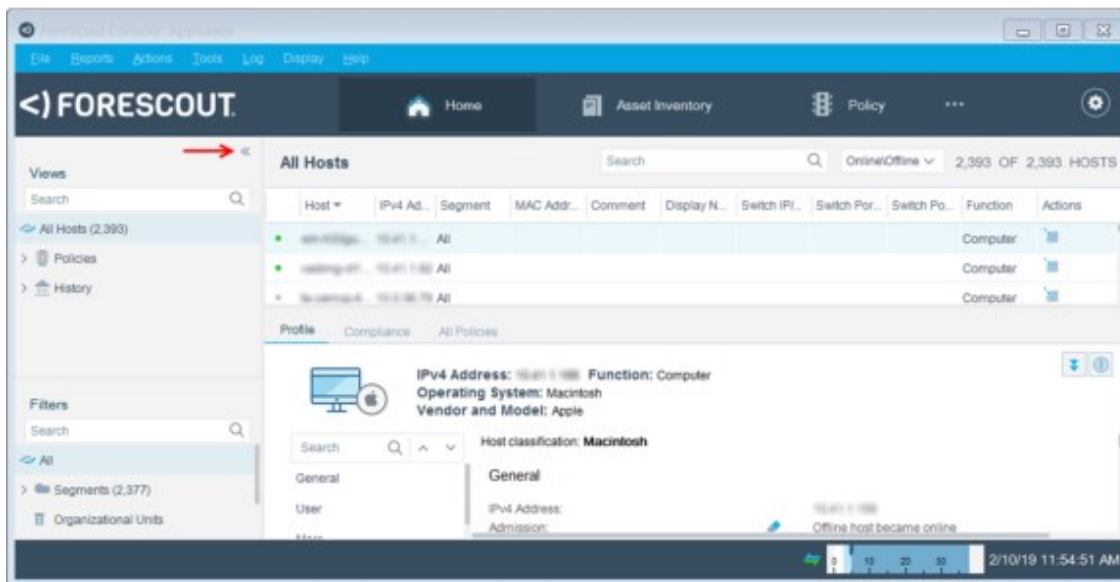 ForeScout Console Appliance
File Reports Actions Tools Log Display Help
<) FORESCOUT.
Home
Asset Inventory
Policy
•••
«
Views
Search
All Hosts (2,393)
Policies
History
Filters
Search
All
Segments (2,377)
Organizational Units
All Hosts
Search
Online\Offline
2,393 OF 2,393 HOSTS
Host IPv4 Ad... Segment MAC Addr... Comment Display N... Switch IP/... Switch Por... Switch Po... Function Actions
All Computer
All Computer
All Computer
Profile Compliance All Policies
IPv4 Address: Function: Computer
Operating System: Macintosh
Vendor and Model: Apple
Search
General
User
Host classification: Macintosh
General
IPv4 Address:
Admission: Offline host became online
0 10 20 30
2/10/19 11:54:51 AM